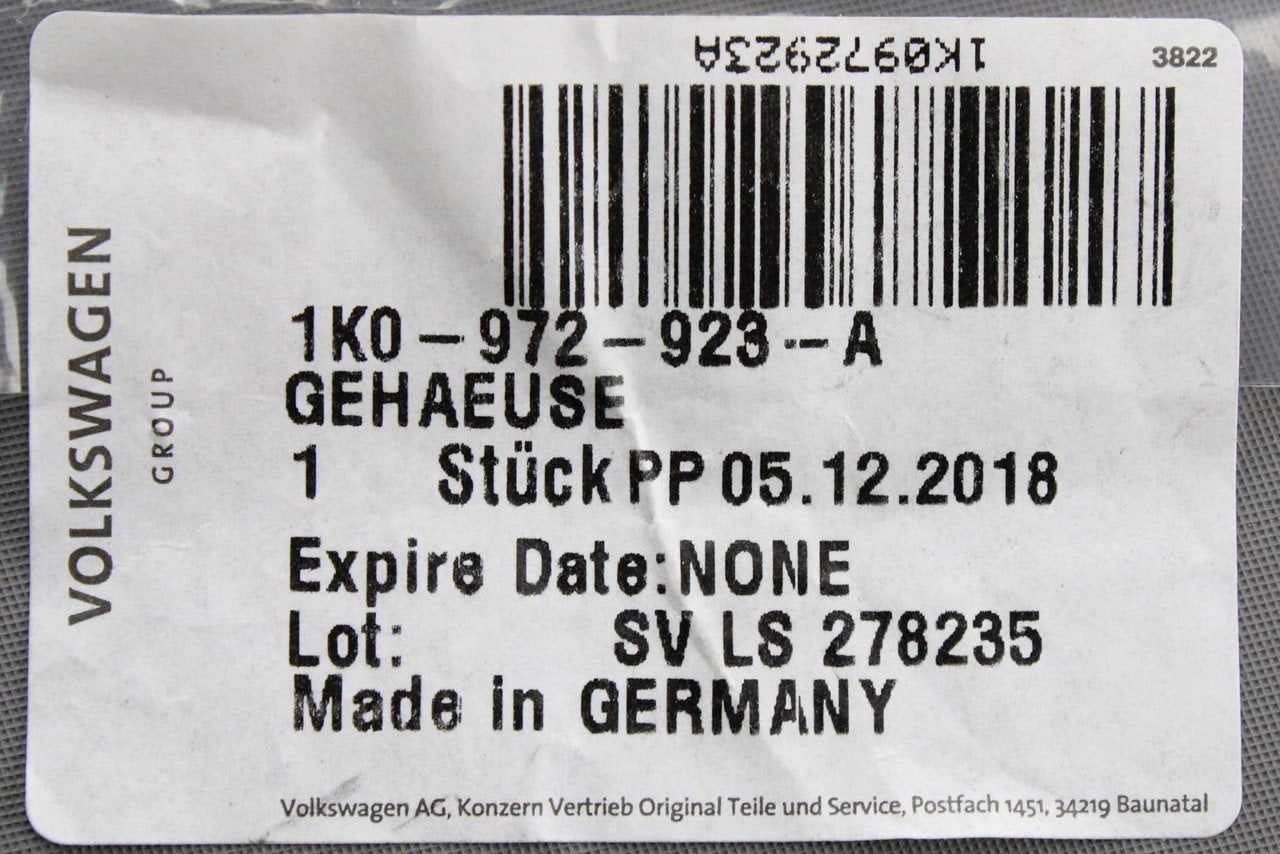 1K0972923A
3822
VOLKSWAGEN
GROUP
1K0-972-923--A
GEHAEUSE
1 Stück PP 05.12.2018
Expire Date:NONE
Lot: SV LS 278235
Made in GERMANY
Volkswagen AG, Konzern Vertrieb Original Teile und Service, Postfach 1451, 34219 Baunatal